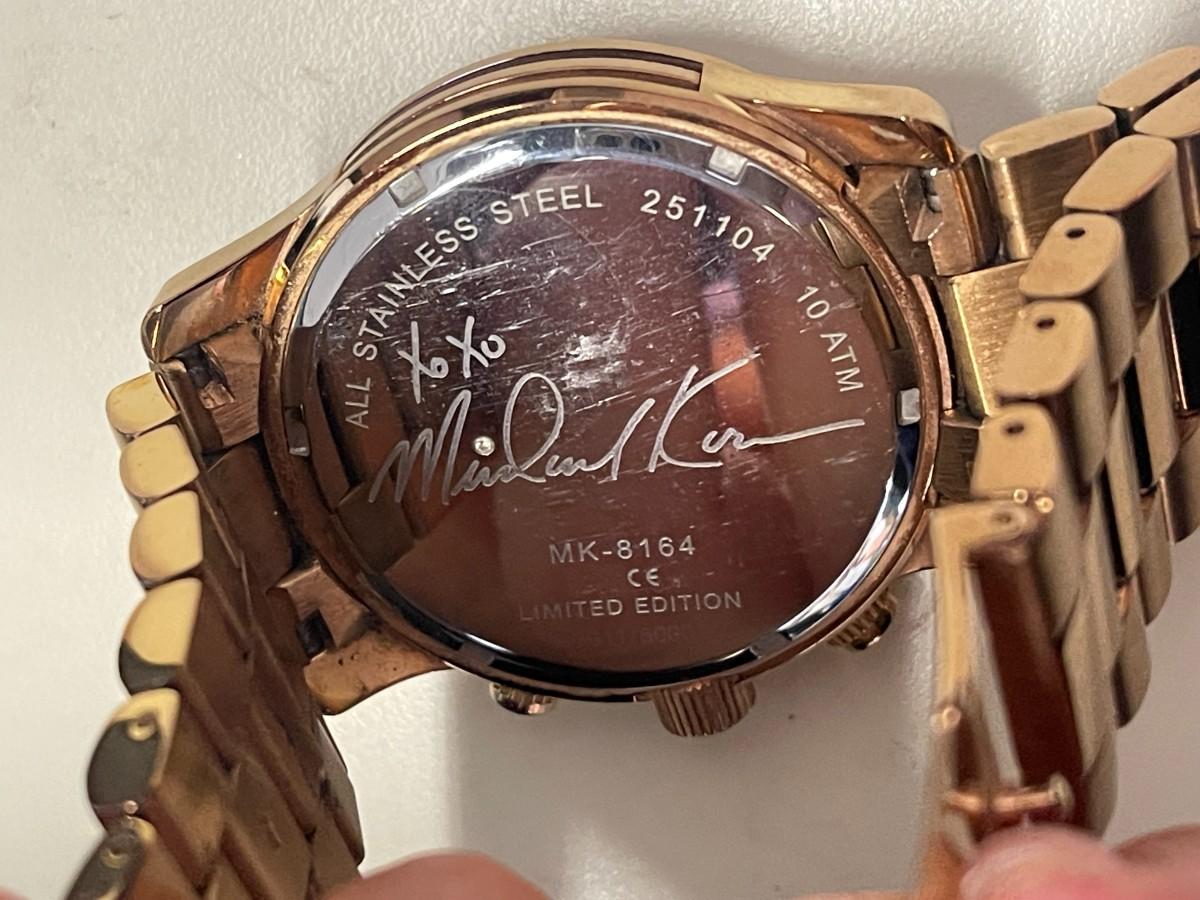 ALL STAINLESS STEEL 251104 10 ATM
XoXo
Michael Kors
MK-8164
CE
LIMITED EDITION